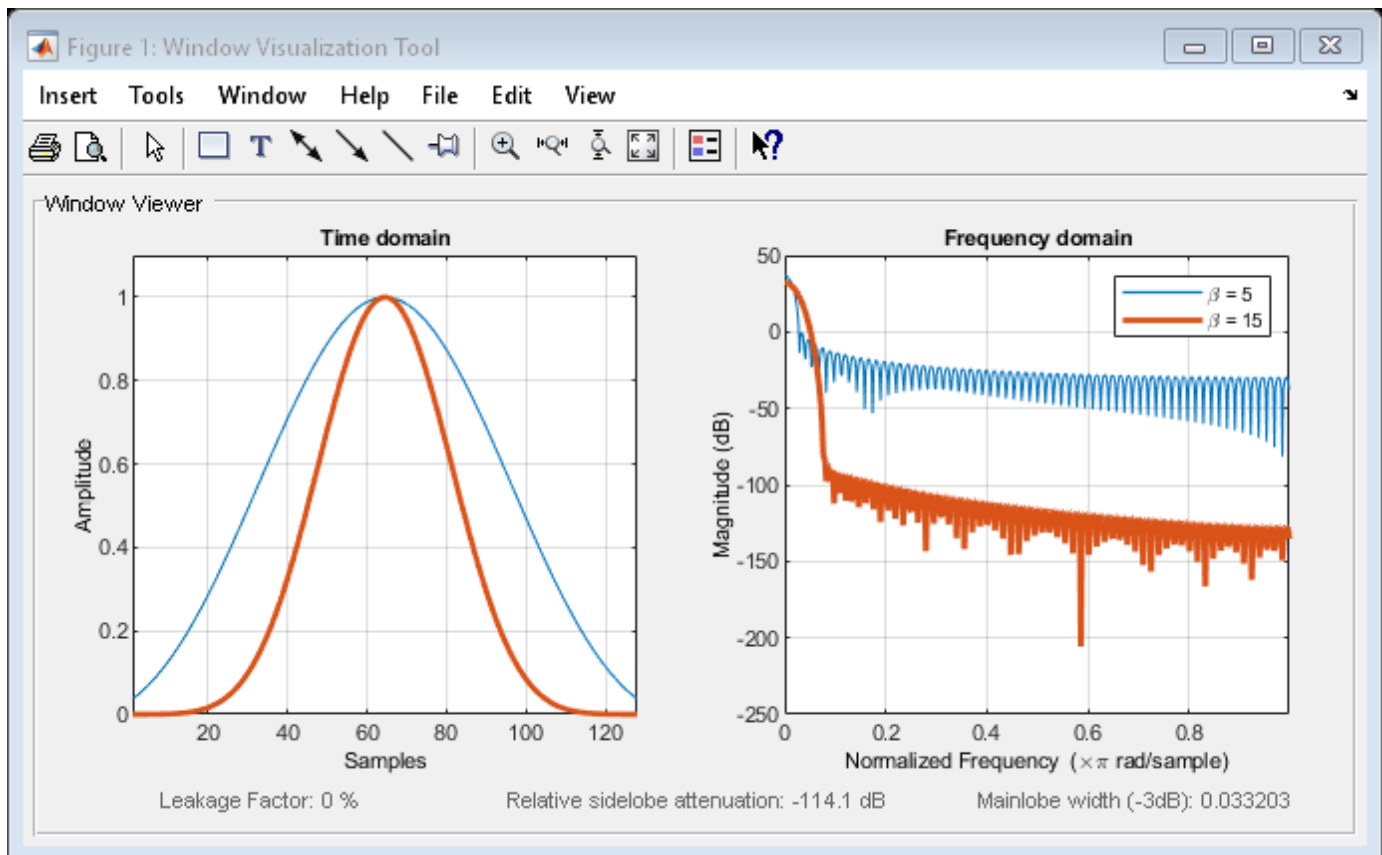 Figure 1: Window Visualization Tool
Insert Tools Window Help File Edit View
T
Window Viewer
Time domain
1
0.8
0.6
0.4
0.2
0
Amplitude
20 40 60 80 100 120
Samples
Frequency domain
β = 5
β = 15
50
0
-50
-100
-150
-200
-250
Magnitude (dB)
0 0.2 0.4 0.6 0.8
Normalized Frequency (×π rad/sample)
Leakage Factor: 0 % Relative sidelobe attenuation: -114.1 dB Mainlobe width (-3dB): 0.033203